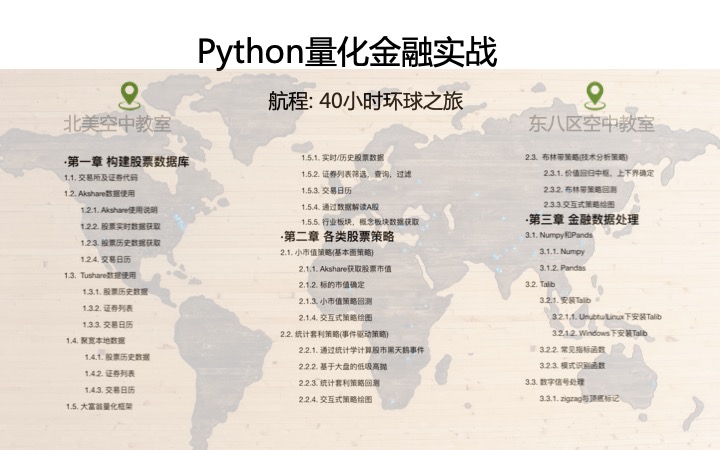 Python量化金融实战
航程: 40小时环球之旅
北美空中教室
东八区空中教室
·第一章 构建股票数据库
1.1. 交易所及证券代码
1.2. Akshare数据使用
1.2.1. Akshare使用说明
1.2.2. 股票实时数据获取
1.2.3. 股票历史数据获取
1.2.4. 交易日历
1.3. Tushare数据使用
1.3.1. 股票历史数据
1.3.2. 证券列表
1.3.3. 交易日历
1.4. 聚宽本地数据
1.4.1. 股票历史数据
1.4.2. 证券列表
1.4.3. 交易日历
1.5. 大富翁量化框架
1.5.1. 实时/历史股票数据
1.5.2. 证券列表筛选、查询、过滤
1.5.3. 交易日历
1.5.4. 通过数据解读A股
1.5.5. 行业板块、概念板块数据获取
·第二章 各类股票策略
2.1. 小市值策略(基本面策略)
2.1.1. Akshare获取股票市值
2.1.2. 标的市值确定
2.1.3. 小市值策略回测
2.1.4. 交互式策略绘图
2.2. 统计套利策略(事件驱动策略)
2.2.1. 通过统计学计算股市黑天鹅事件
2.2.2. 基于大盘的低吸高抛
2.2.3. 统计套利策略回测
2.2.4. 交互式策略绘图
2.3. 布林带策略(技术分析策略)
2.3.1. 价值回归中枢、上下界确定
2.3.2. 布林带策略回测
2.3.3.交互式策略绘图
·第三章 金融数据处理
3.1. Numpy和Pands
3.1.1. Numpy
3.1.2. Pandas
3.2. Talib
3.2.1. 安装Talib
3.2.1.1. Unubtu/Linux下安装Talib
3.2.1.2. Windows下安装Talib
3.2.2. 常见指标函数
3.2.3. 模式识别函数
3.3. 数字信号处理
3.3.1. zigzag与顶底标记